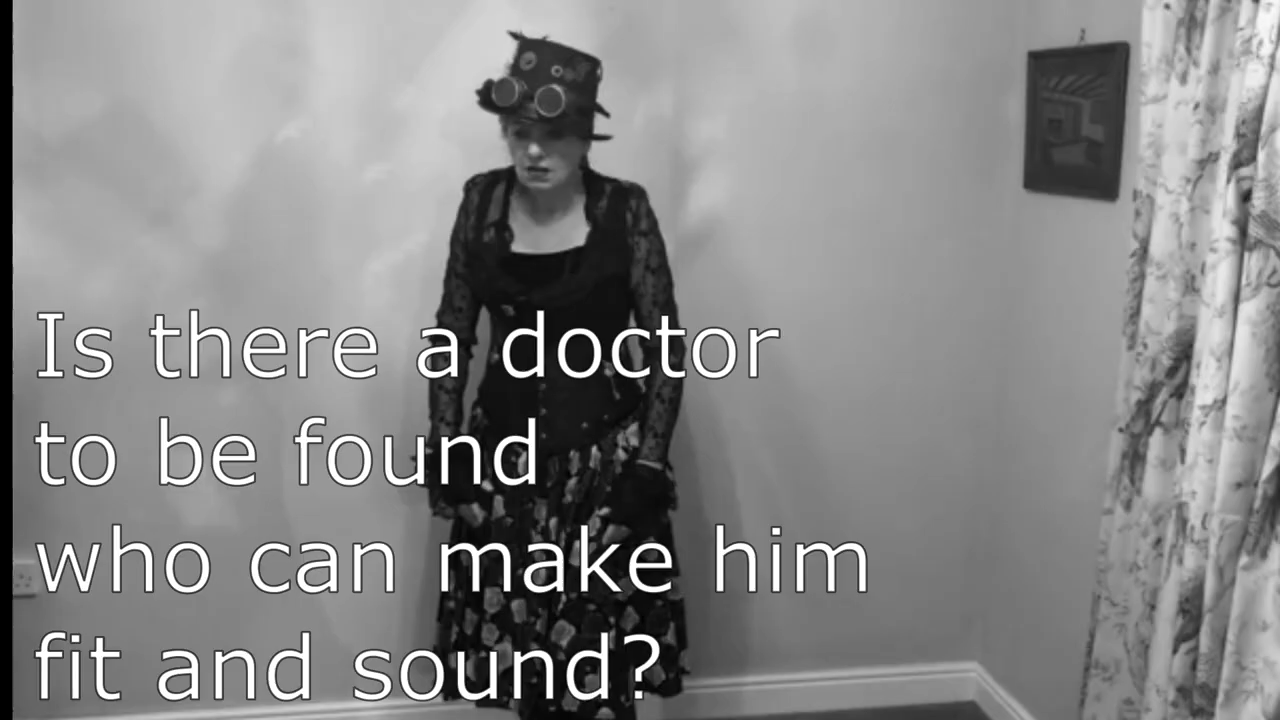 Is there a doctor
to be found
who can make him
fit and sound?